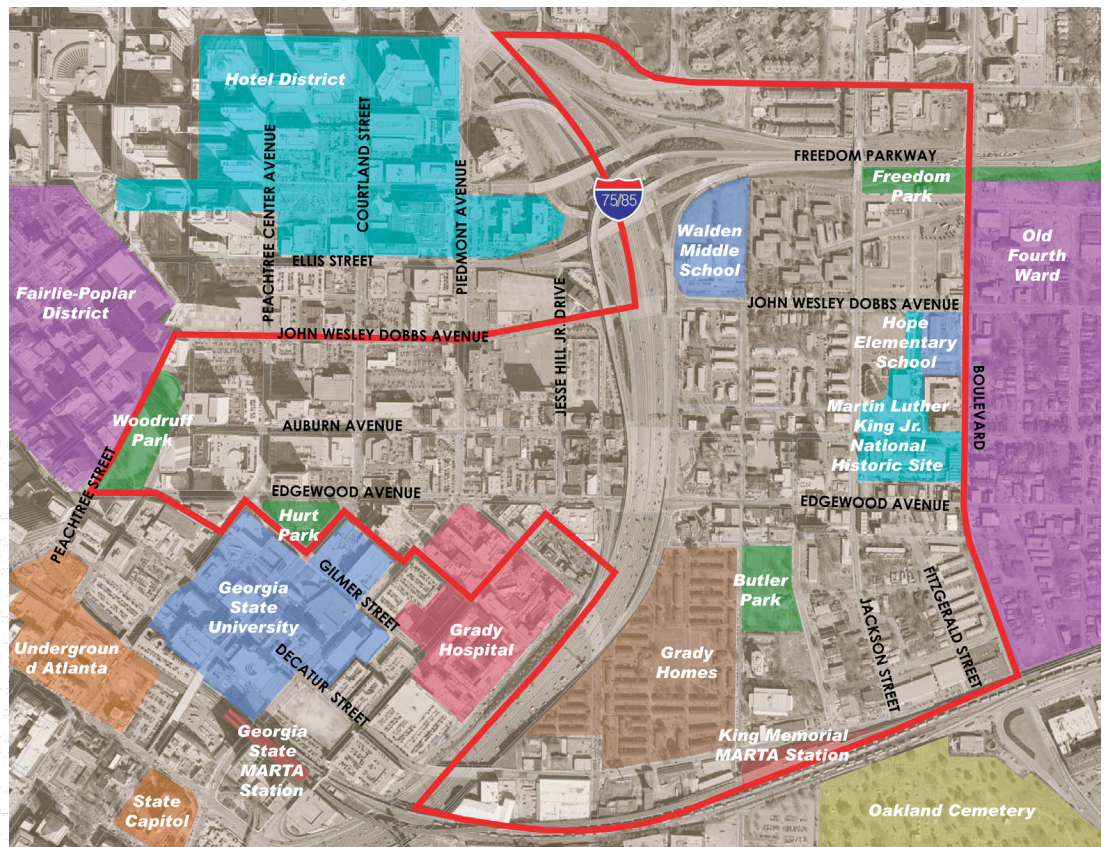 Hotel District
PEACHTREE CENTER AVENUE
COURTLAND STREET
PIEDMONT AVENUE
FREEDOM PARKWAY
Freedom
Park
75/85
Walden
Middle
School
Old
Fourth
Ward
ELLIS STREET
Fairlie-Poplar
District
JOHN WESLEY DOBBS AVENUE
JESSE HILL JR. DRIVE
JOHN WESLEY DOBBS AVENUE
Hope
Elementary
School
BOULEVARD
Woodruff
Park
AUBURN AVENUE
Martin Luther
King Jr.
National
Historic Site
PEACHTREE STREET
EDGEWOOD AVENUE
EDGEWOOD AVENUE
Hurt
Park
GILMER STREET
Georgia
State
University
Butler
Park
JACKSON STREET
FITZGERALD STREET
Undergroun
d Atlanta
DECATUR STREET
Grady
Hospital
Grady
Homes
Georgia
State
MARTA
Station
King Memorial
MARTA Station
State
Capitol
Oakland Cemetery